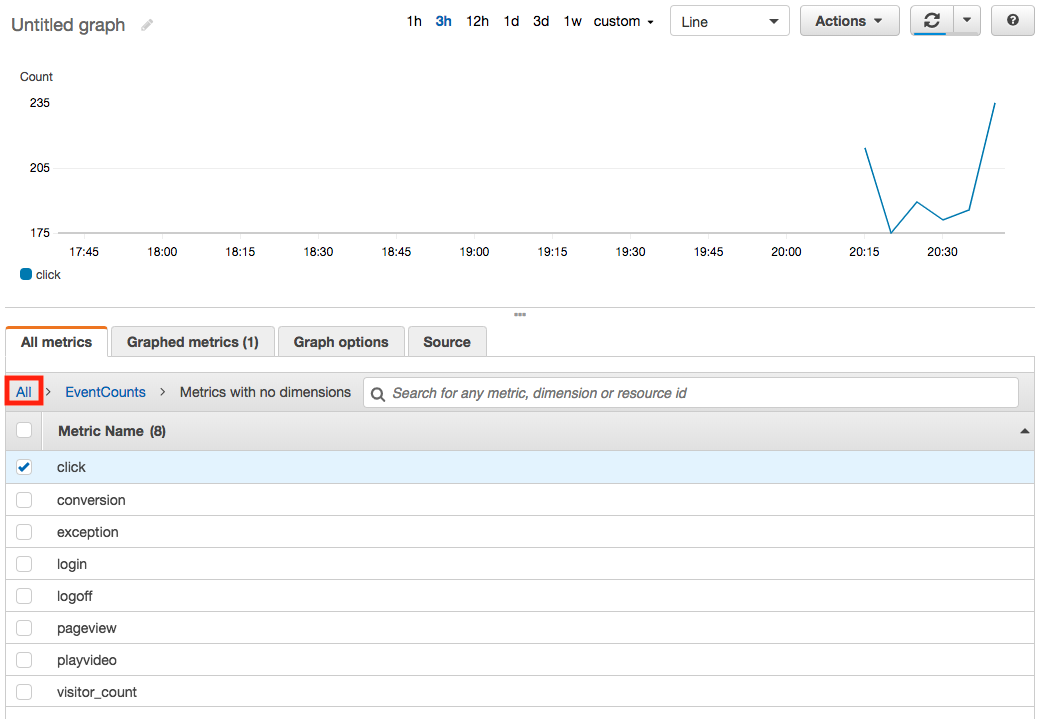 Untitled graph 1h 3h 12h 1d 3d 1w custom Line Actions ?
Count
235
205
175
17:45 18:00 18:15 18:30 18:45 19:00 19:15 19:30 19:45 20:00 20:15 20:30
click
All metrics Graphed metrics (1) Graph options Source
All > EventCounts > Metrics with no dimensions Search for any metric, dimension or resource id
Metric Name (8)
click
conversion
exception
login
logoff
pageview
playvideo
visitor_count